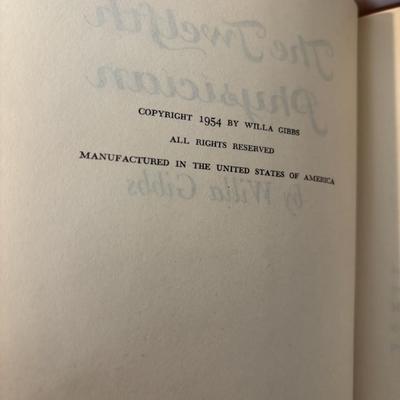 The Twelfth
Physician
COPYRIGHT 1954 BY WILLA GIBBS
ALL RIGHTS RESERVED
MANUFACTURED IN THE UNITED STATES OF AMERICA
by Willa Gibbs